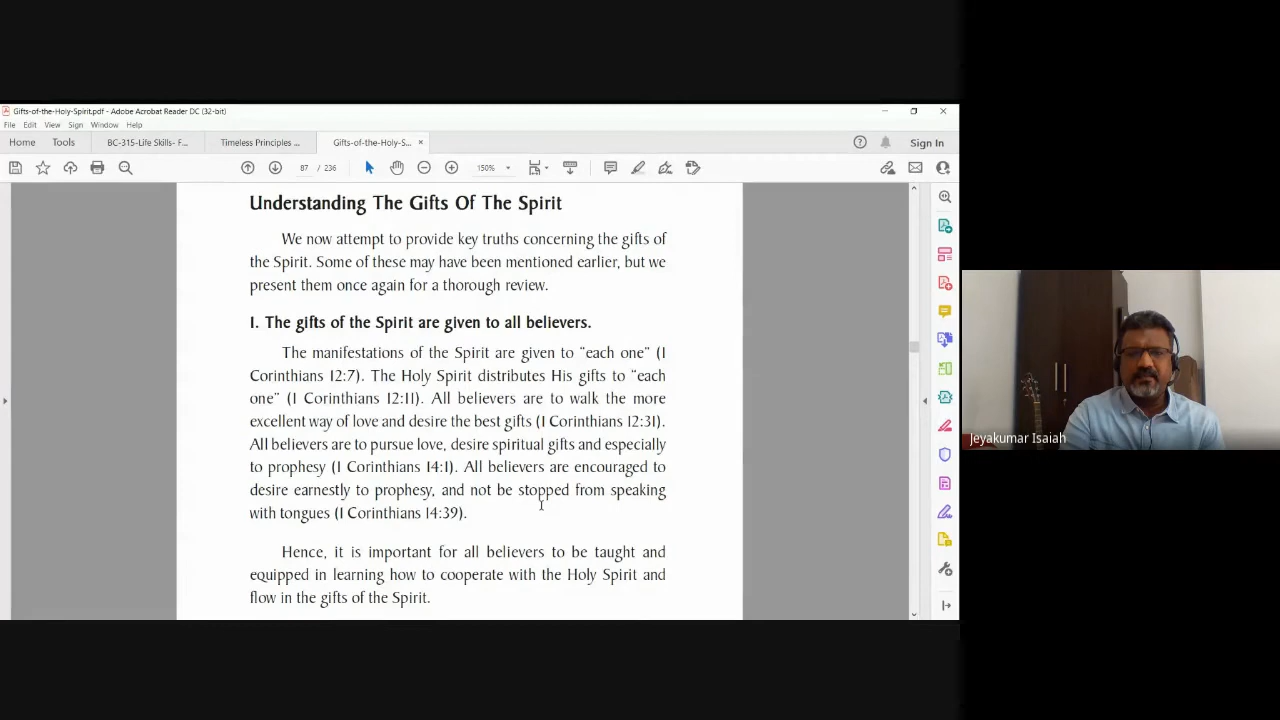 Gifts-of-the-Holy-Spirit.pdf - Adobe Acrobat Reader DC (32-bit)
File Edit View Sign Window Help
Home Tools BC-315-Life Skills- F... Timeless Principles ... Gifts-of-the-Holy-S... × Sign In
87 / 236 150%
Understanding The Gifts Of The Spirit
We now attempt to provide key truths concerning the gifts of
the Spirit. Some of these may have been mentioned earlier, but we
present them once again for a thorough review.
I. The gifts of the Spirit are given to all believers.
The manifestations of the Spirit are given to “each one” (I
Corinthians 12:7). The Holy Spirit distributes His gifts to “each
one” (I Corinthians 12:11). All believers are to walk the more
excellent way of love and desire the best gifts (I Corinthians 12:31).
All believers are to pursue love, desire spiritual gifts and especially
to prophesy (I Corinthians 14:1). All believers are encouraged to
desire earnestly to prophesy, and not be stopped from speaking
with tongues (I Corinthians 14:39).
Hence, it is important for all believers to be taught and
equipped in learning how to cooperate with the Holy Spirit and
flow in the gifts of the Spirit.
Jeyakumar Isaiah